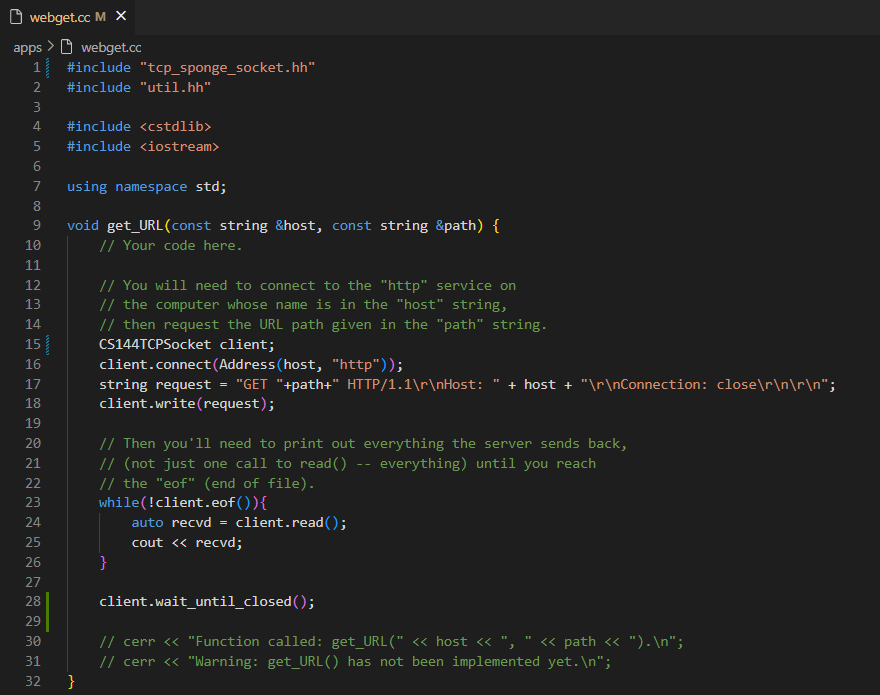 webget.cc M ×
apps > webget.cc
1 #include "tcp_sponge_socket.hh"
2 #include "util.hh"
3
4 #include <cstdlib>
5 #include <iostream>
6
7 using namespace std;
8
9 void get_URL(const string &host, const string &path) {
10     // Your code here.
11
12     // You will need to connect to the "http" service on
13     // the computer whose name is in the "host" string,
14     // then request the URL path given in the "path" string.
15     CS144TCPSocket client;
16     client.connect(Address(host, "http"));
17     string request = "GET "+path+" HTTP/1.1\r\nHost: " + host + "\r\nConnection: close\r\n\r\n";
18     client.write(request);
19
20     // Then you'll need to print out everything the server sends back,
21     // (not just one call to read() -- everything) until you reach
22     // the "eof" (end of file).
23     while(!client.eof()){
24         auto recvd = client.read();
25         cout << recvd;
26     }
27
28     client.wait_until_closed();
29
30     // cerr << "Function called: get_URL(" << host << ", " << path << ").\n";
31     // cerr << "Warning: get_URL() has not been implemented yet.\n";
32 }